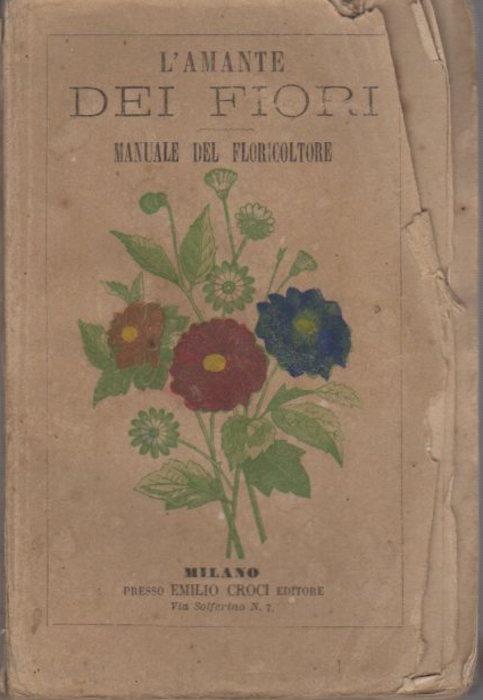 L'AMANTE
DEI FIORI
MANUALE DEL FLORICOLTORE
MILANO
PRESSO EMILIO CROCI EDITORE
Via Solferino N. 7.